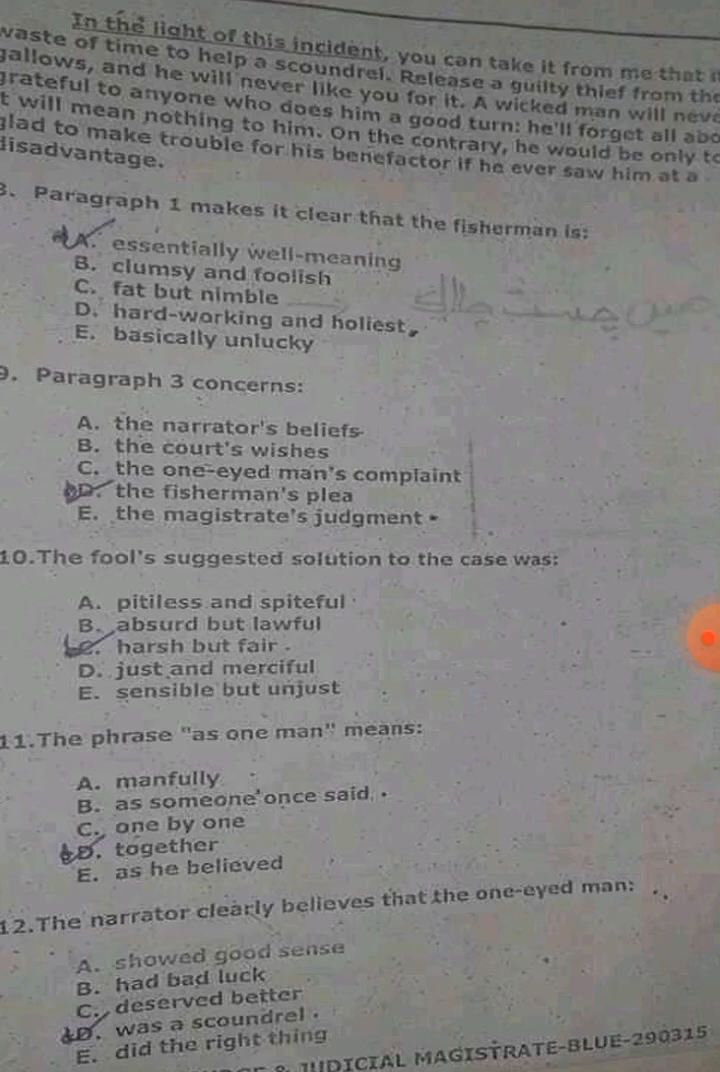 In the light of this incident, you can take it from me that
waste of time to help a scoundrel. Release a guilty thief from the
gallows, and he will never like you for it. A wicked man will
grateful to anyone who does him a good turn: he'll forget all
t will mean nothing to him. On the contrary, he would be only
glad to make trouble for his benefactor if he ever saw him at a
disadvantage.
8. Paragraph 1 makes it clear that the fisherman is:
A. essentially well-meaning
B. clumsy and foolish
C. fat but nimble
D. hard-working and holiest
E. basically unlucky
9. Paragraph 3 concerns:
A. the narrator's beliefs
B. the court's wishes
C. the one-eyed man's complaint
D. the fisherman's plea
E. the magistrate's judgment
10. The fool's suggested solution to the case was:
A. pitiless and spiteful
B. absurd but lawful
C. harsh but fair
D. just and merciful
E. sensible but unjust
11. The phrase "as one man" means:
A. manfully
B. as someone once said
C. one by one
D. together
E. as he believed
12. The narrator clearly believes that the one-eyed man:
A. showed good sense
B. had bad luck
C. deserved better
D. was a scoundrel
E. did the right thing
& JUDICIAL MAGISTRATE-BLUE-290315